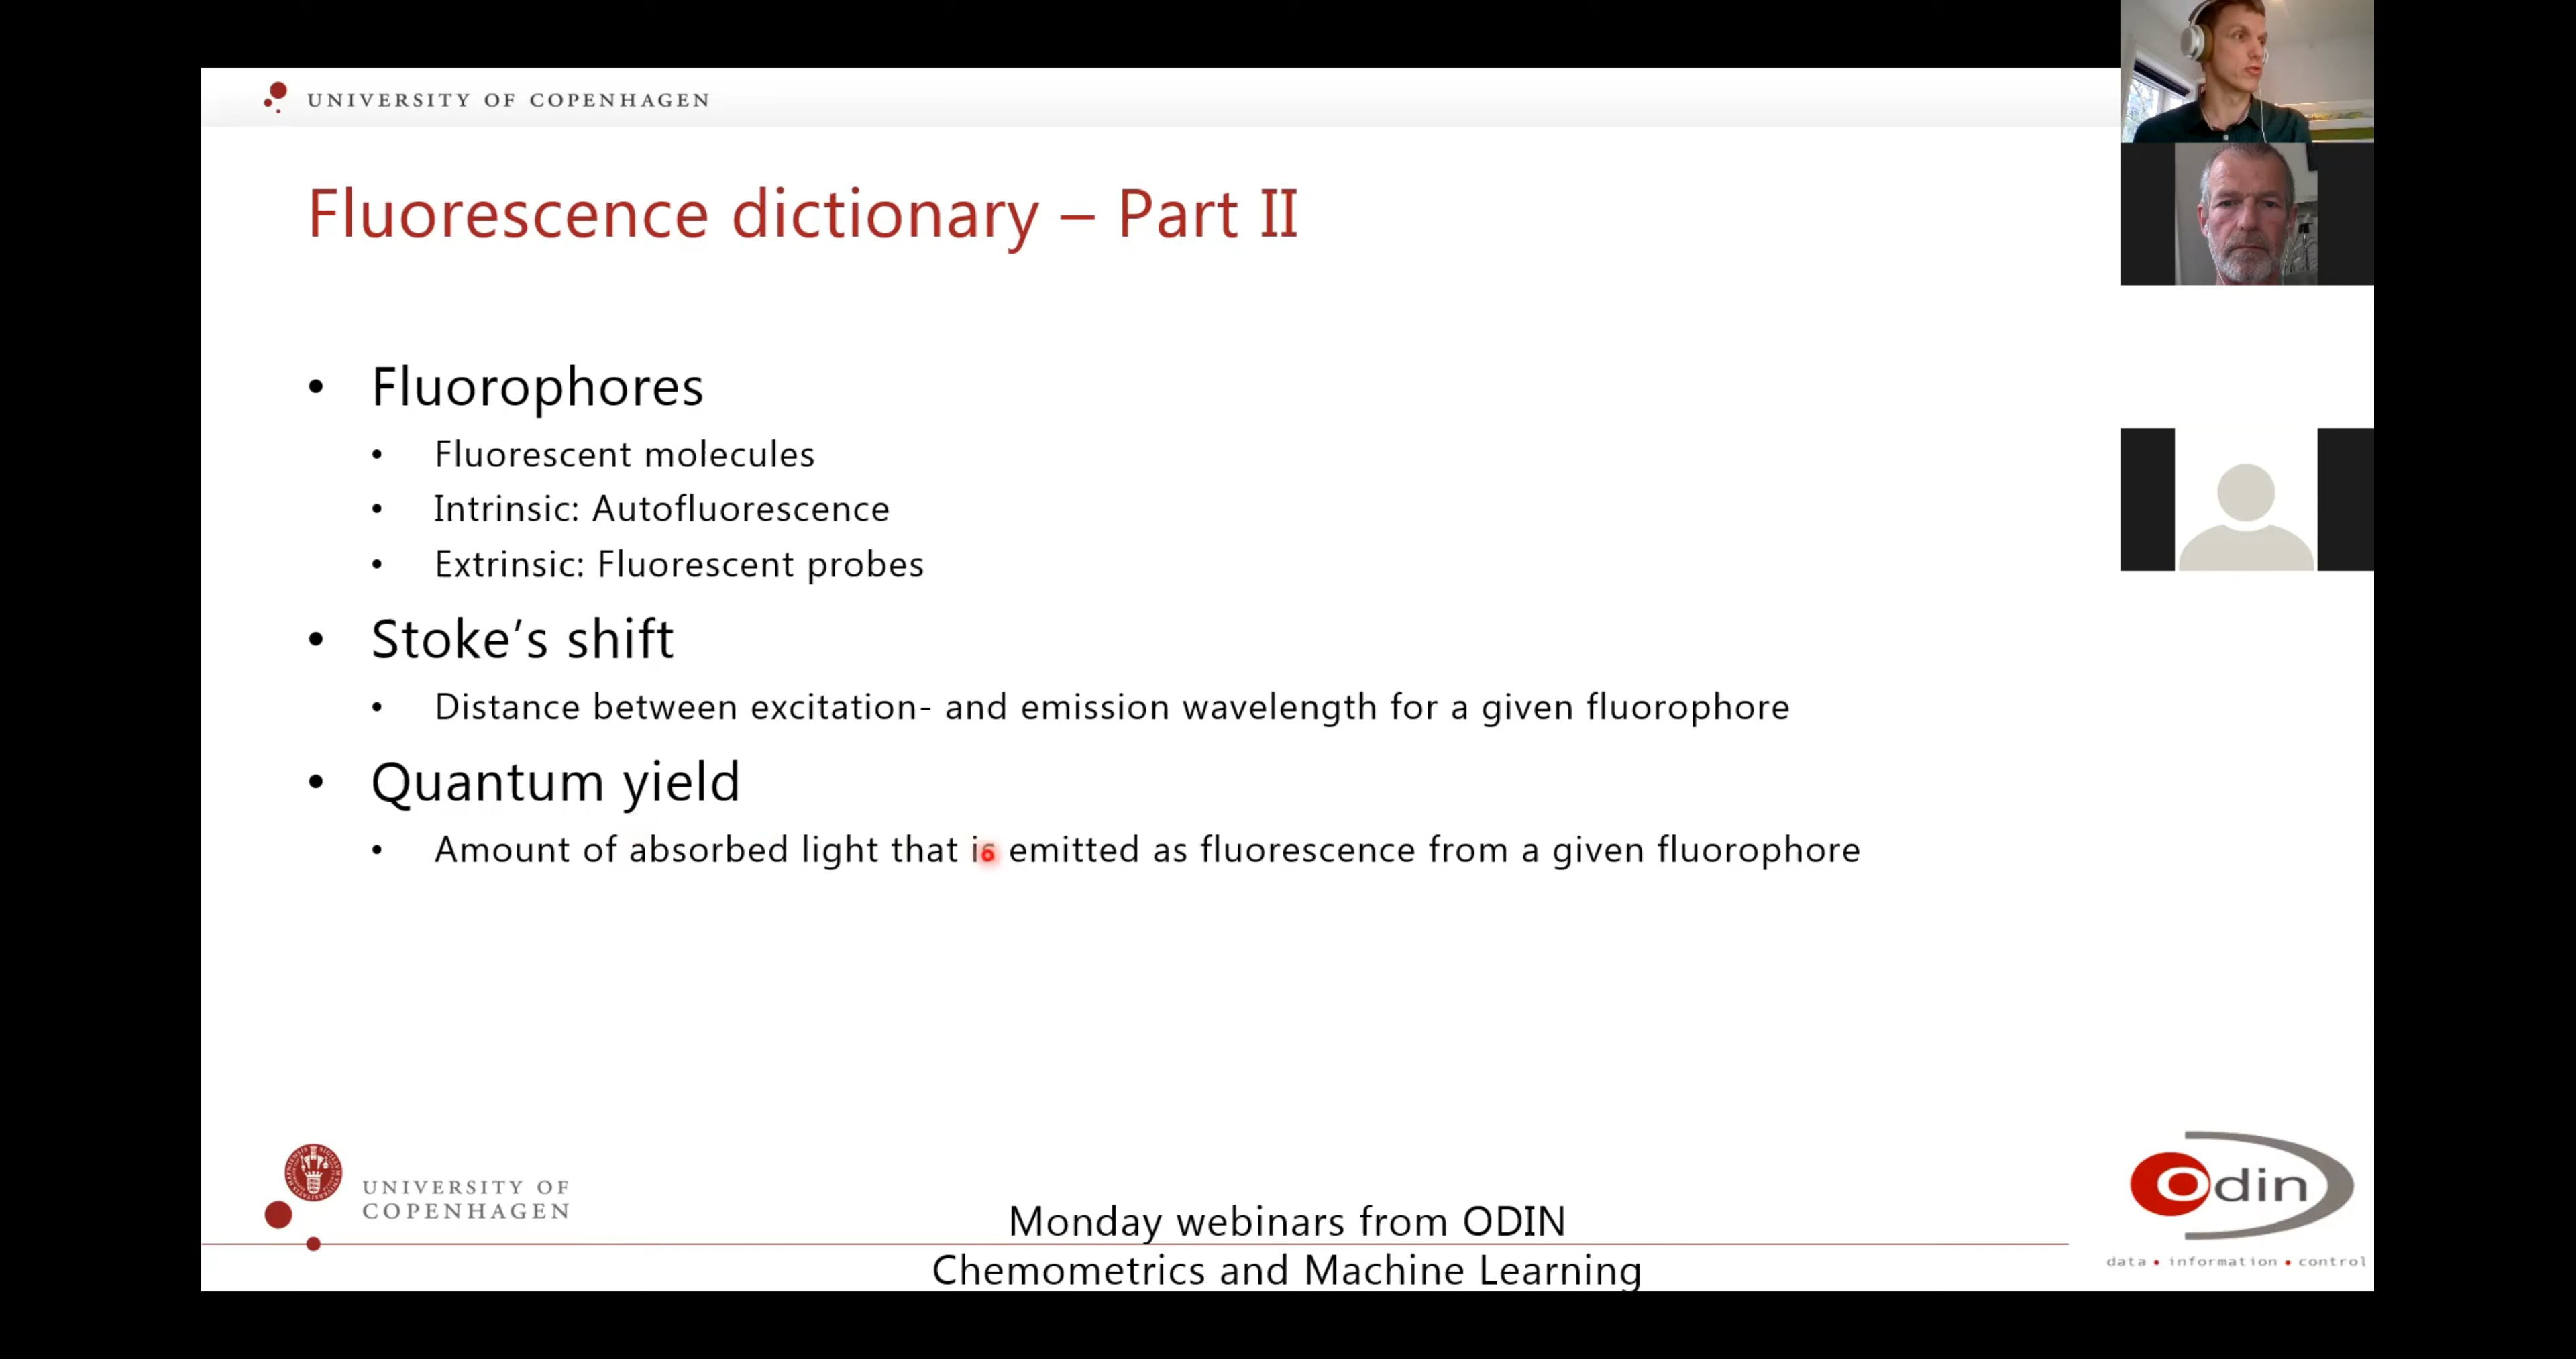 UNIVERSITY OF COPENHAGEN
Fluorescence dictionary – Part II
• Fluorophores
• Fluorescent molecules
• Intrinsic: Autofluorescence
• Extrinsic: Fluorescent probes
• Stoke’s shift
• Distance between excitation- and emission wavelength for a given fluorophore
• Quantum yield
• Amount of absorbed light that is emitted as fluorescence from a given fluorophore
UNIVERSITY OF
COPENHAGEN
Monday webinars from ODIN
Chemometrics and Machine Learning
Odin
data • information • control